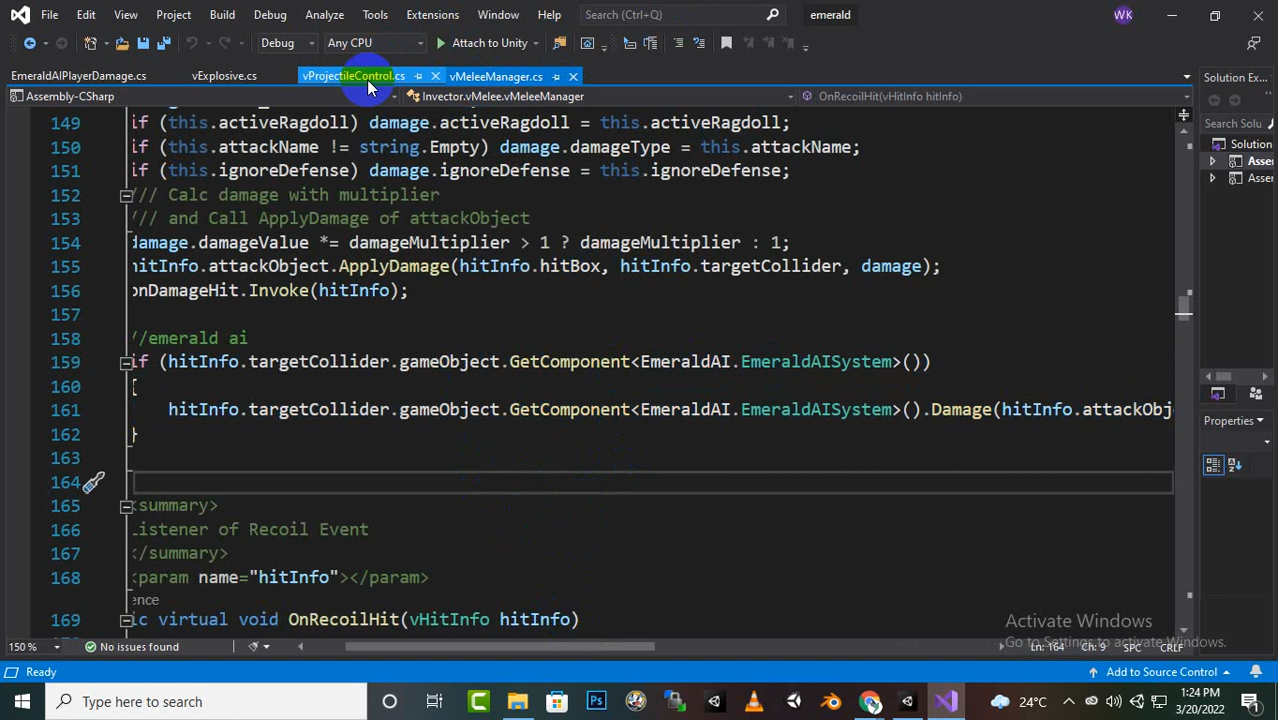 File Edit View Project Build Debug Analyze Tools Extensions Window Help Search (Ctrl+Q) emerald WK
Debug Any CPU Attach to Unity
EmeraldAIPlayerDamage.cs vExplosive.cs vProjectileControl.cs vMeleeManager.cs Solution Ex...
Assembly-CSharp Invector.vMelee.vMeleeManager OnRecoilHit(vHitInfo hitInfo)
Search Solu
Solution
Asse
Assen
149 if (this.activeRagdoll) damage.activeRagdoll = this.activeRagdoll;
150 if (this.attackName != string.Empty) damage.damageType = this.attackName;
151 if (this.ignoreDefense) damage.ignoreDefense = this.ignoreDefense;
152 /// Calc damage with multiplier
153 /// and Call ApplyDamage of attackObject
154 damage.damageValue *= damageMultiplier > 1 ? damageMultiplier : 1;
155 hitInfo.attackObject.ApplyDamage(hitInfo.hitBox, hitInfo.targetCollider, damage);
156 onDamageHit.Invoke(hitInfo);
157
158 //emerald ai
159 if (hitInfo.targetCollider.gameObject.GetComponent<EmeraldAI.EmeraldAISystem>())
160 {
161 hitInfo.targetCollider.gameObject.GetComponent<EmeraldAI.EmeraldAISystem>().Damage(hitInfo.attackObj
162 }
163
164
165 <summary>
166 Listener of Recoil Event
167 </summary>
168 <param name="hitInfo"></param>
ence
169 ic virtual void OnRecoilHit(vHitInfo hitInfo)
Properties
Activate Windows
Go to Settings to activate Windows.
150 % No issues found Ln: 164 Ch: 9 SPC CRLF
Ready Add to Source Control
Type here to search 24°C 1:24 PM
3/20/2022